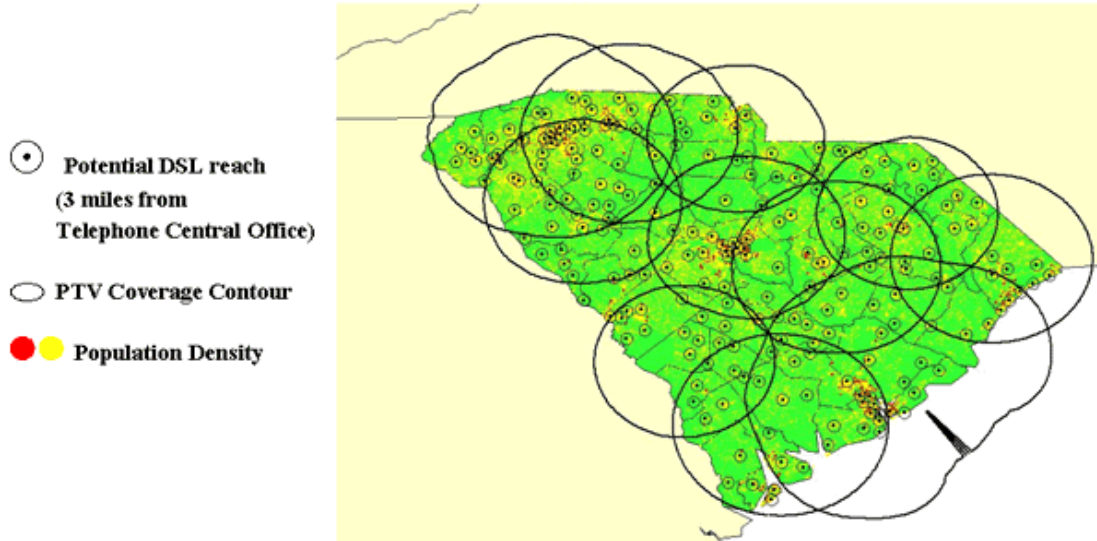 Potential DSL reach
(3 miles from
Telephone Central Office)
PTV Coverage Contour
Population Density